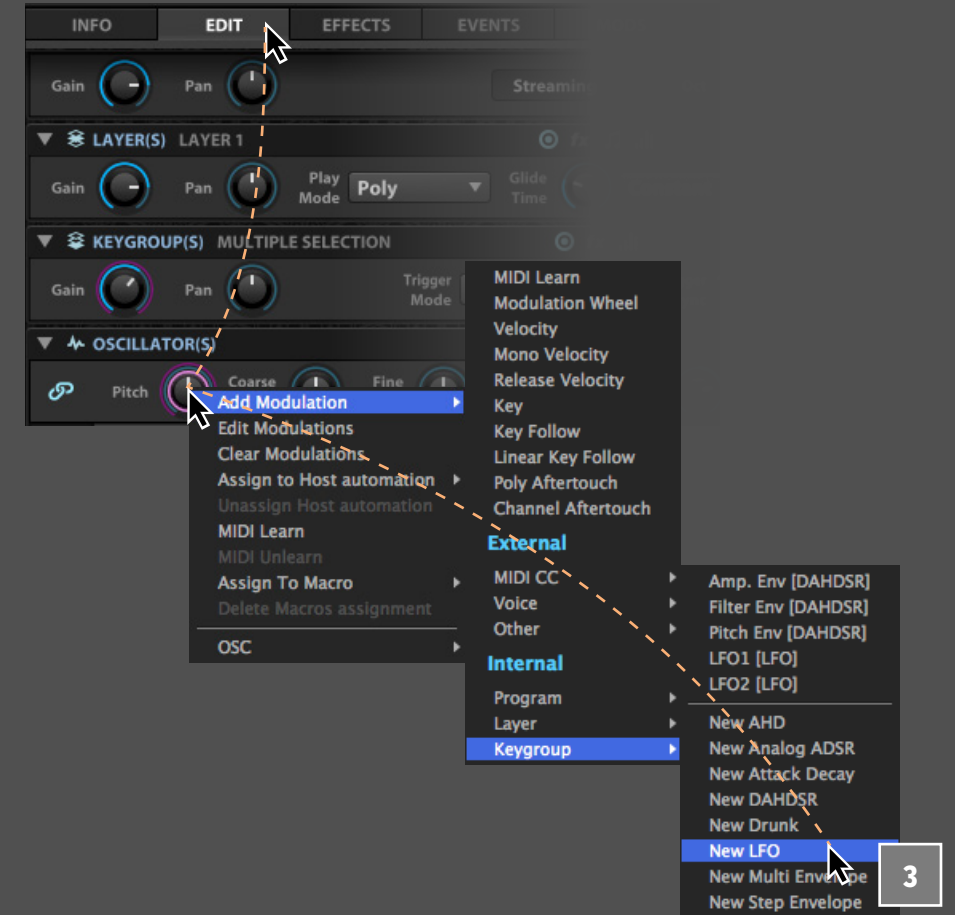 INFO EDIT EFFECTS EVENTS
Gain Pan Streaming
LAYER(S) LAYER 1
Gain Pan Play Mode Poly Glide Time
KEYGROUP(S) MULTIPLE SELECTION
Gain Pan Trigger Mode
OSCILLATOR(S)
Pitch Coarse Fine
Add Modulation
Edit Modulations
Clear Modulations
Assign to Host automation
Unassign Host automation
MIDI Learn
MIDI Unlearn
Assign To Macro
Delete Macros assignment
OSC
MIDI Learn
Modulation Wheel
Velocity
Mono Velocity
Release Velocity
Key
Key Follow
Linear Key Follow
Poly Aftertouch
Channel Aftertouch
External
MIDI CC
Voice
Other
Internal
Program
Layer
Keygroup
Amp. Env [DAHDSR]
Filter Env [DAHDSR]
Pitch Env [DAHDSR]
LFO1 [LFO]
LFO2 [LFO]
New AHD
New Analog ADSR
New Attack Decay
New DAHDSR
New Drunk
New LFO
New Multi Envelope
New Step Envelope
3